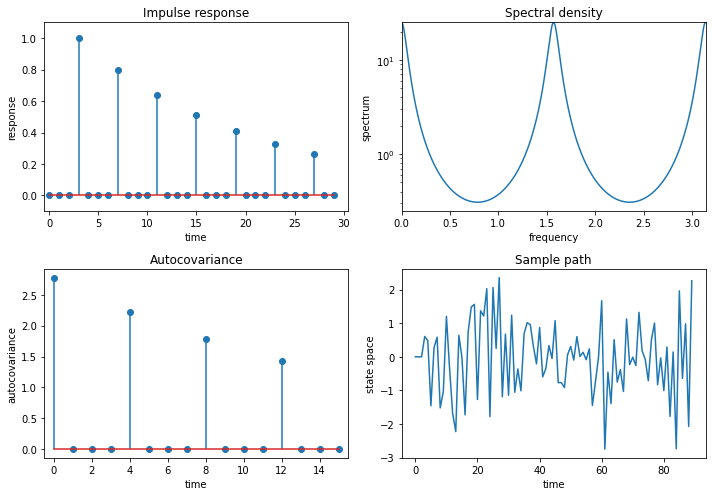 Impulse response
response
1.0
0.8
0.6
0.4
0.2
0.0
0 5 10 15 20 25 30
time
Spectral density
spectrum
10¹
10⁰
0.0 0.5 1.0 1.5 2.0 2.5 3.0
frequency
Autocovariance
autocovariance
2.5
2.0
1.5
1.0
0.5
0.0
0 2 4 6 8 10 12 14
time
Sample path
state space
2
1
0
−1
−2
−3
0 20 40 60 80
time